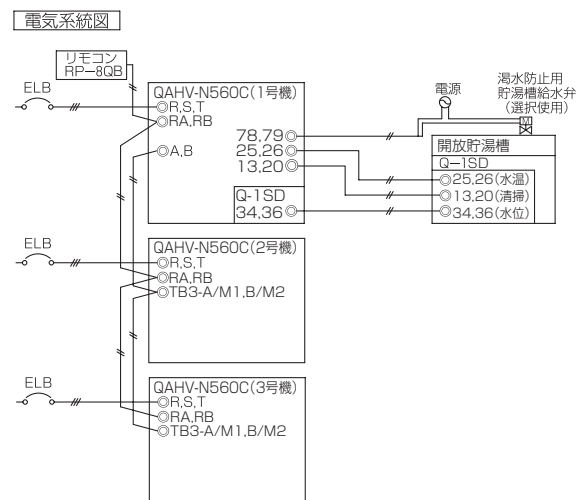 電気系統図
リモコン
RP－8QB
ELB
QAHV-N560C(1号機)
R,S,T
RA,RB
A,B
78,79
25,26
13,20
Q-1SD
34,36
電源
渇水防止用
貯湯槽給水弁
（選択使用）
M
開放貯湯槽
Q－1SD
25,26(水温)
13,20(清掃)
34,36(水位)
ELB
QAHV-N560C(2号機)
R,S,T
RA,RB
TB3-A/M1,B/M2
ELB
QAHV-N560C(3号機)
R,S,T
RA,RB
TB3-A/M1,B/M2